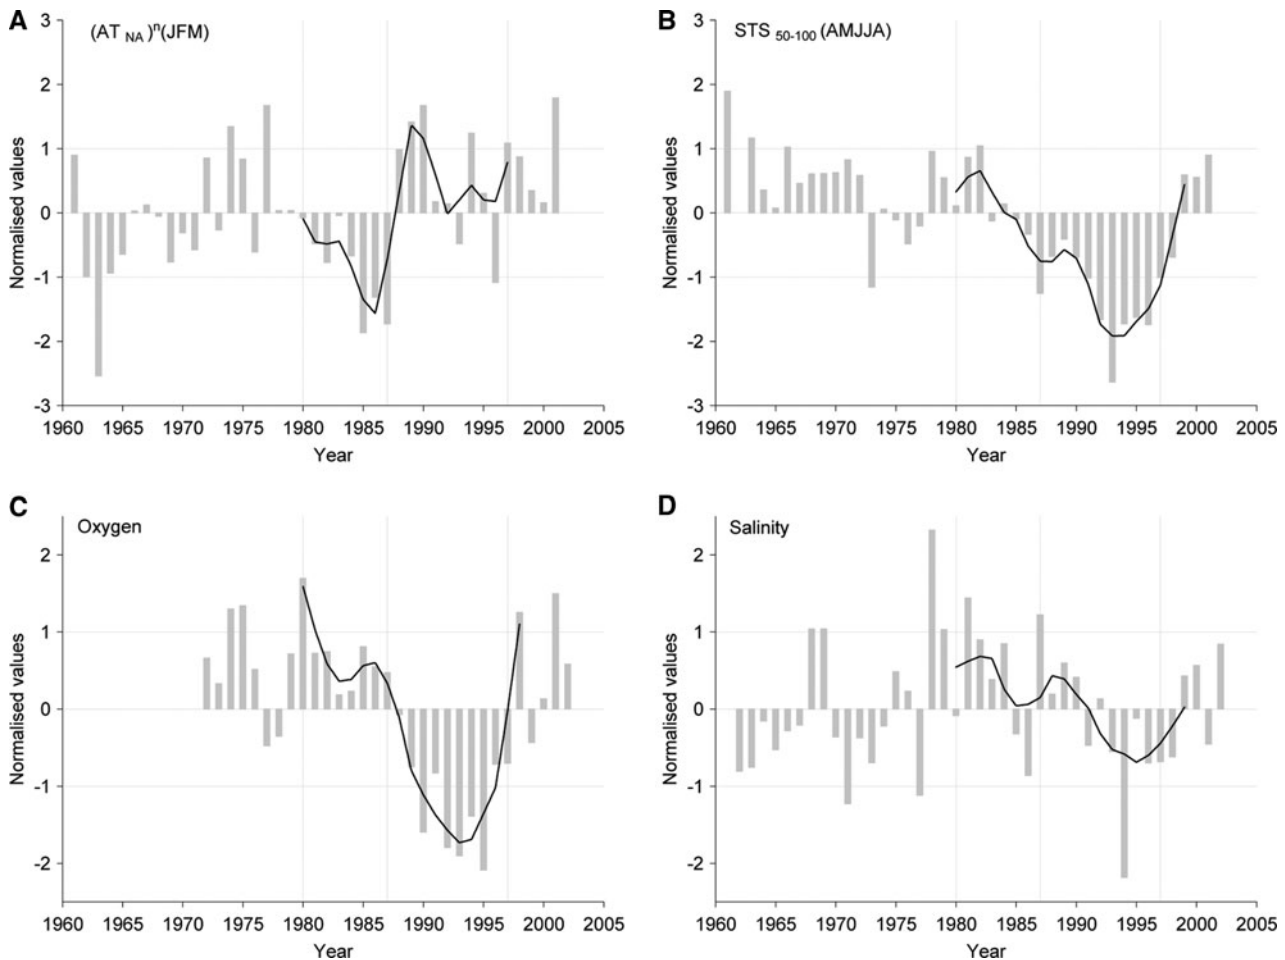 A
(AT NA )n(JFM)
3
2
1
0
-1
-2
-3
Normalised values
1960 1965 1970 1975 1980 1985 1990 1995 2000 2005
Year
B
STS 50-100 (AMJJA)
3
2
1
0
-1
-2
-3
Normalised values
1960 1965 1970 1975 1980 1985 1990 1995 2000 2005
Year
C
Oxygen
2
1
0
-1
-2
Normalised values
1960 1965 1970 1975 1980 1985 1990 1995 2000 2005
Year
D
Salinity
2
1
0
-1
-2
Normalised values
1960 1965 1970 1975 1980 1985 1990 1995 2000 2005
Year